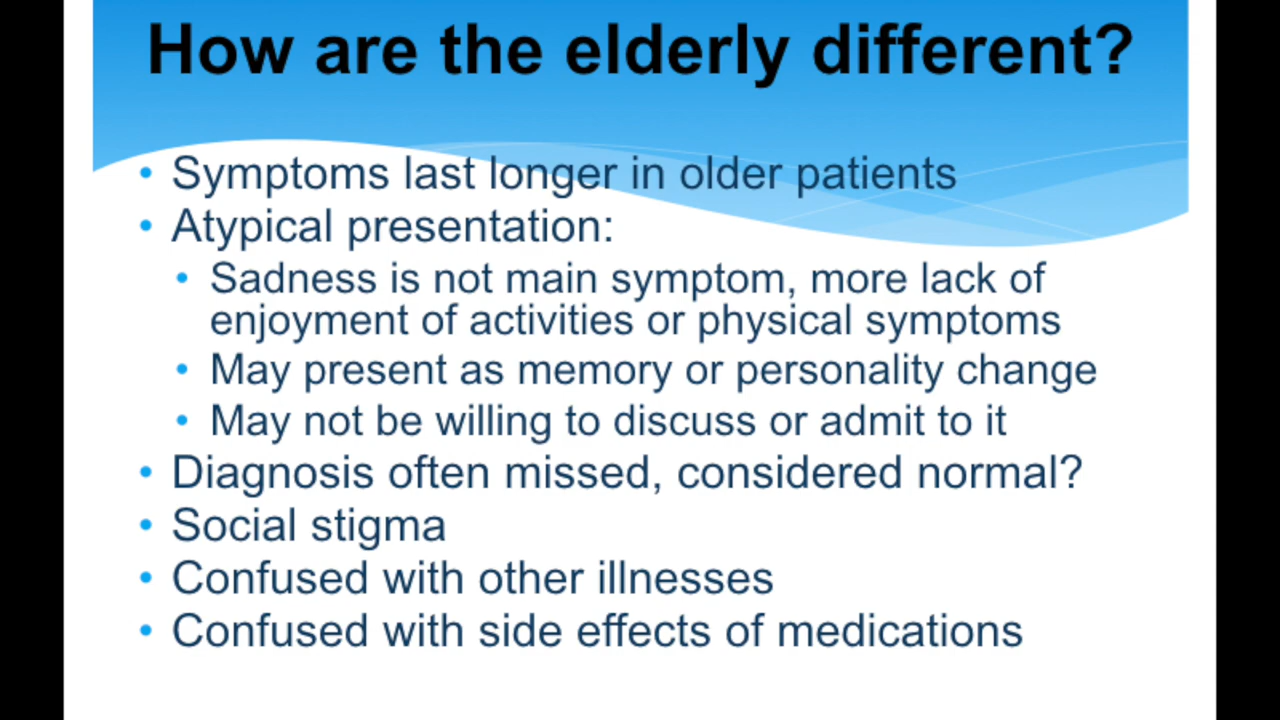 How are the elderly different?
• Symptoms last longer in older patients
• Atypical presentation:
• Sadness is not main symptom, more lack of
enjoyment of activities or physical symptoms
• May present as memory or personality change
• May not be willing to discuss or admit to it
• Diagnosis often missed, considered normal?
• Social stigma
• Confused with other illnesses
• Confused with side effects of medications